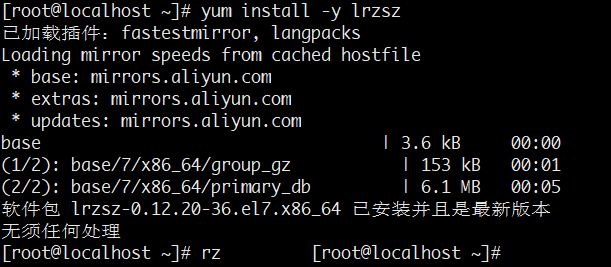 [root@localhost ~]# yum install -y lrzsz
已加载插件：fastestmirror, langpacks
Loading mirror speeds from cached hostfile
 * base: mirrors.aliyun.com
 * extras: mirrors.aliyun.com
 * updates: mirrors.aliyun.com
base                                     | 3.6 kB     00:00
(1/2): base/7/x86_64/group_gz              | 153 kB   00:01
(2/2): base/7/x86_64/primary_db            | 6.1 MB   00:05
软件包 lrzsz-0.12.20-36.el7.x86_64 已安装并且是最新版本
无须任何处理
[root@localhost ~]# rz         [root@localhost ~]#